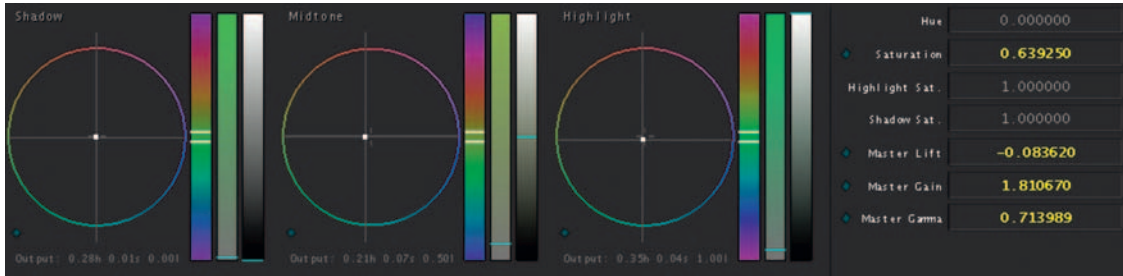 Shadow
Output: 0.28h 0.01s 0.00l
Midtone
Output: 0.21h 0.07s 0.50l
Highlight
Output: 0.35h 0.04s 1.00l
Hue 0.000000
Saturation 0.639250
Highlight Sat. 1.000000
Shadow Sat. 1.000000
Master Lift -0.083620
Master Gain 1.810670
Master Gamma 0.713989